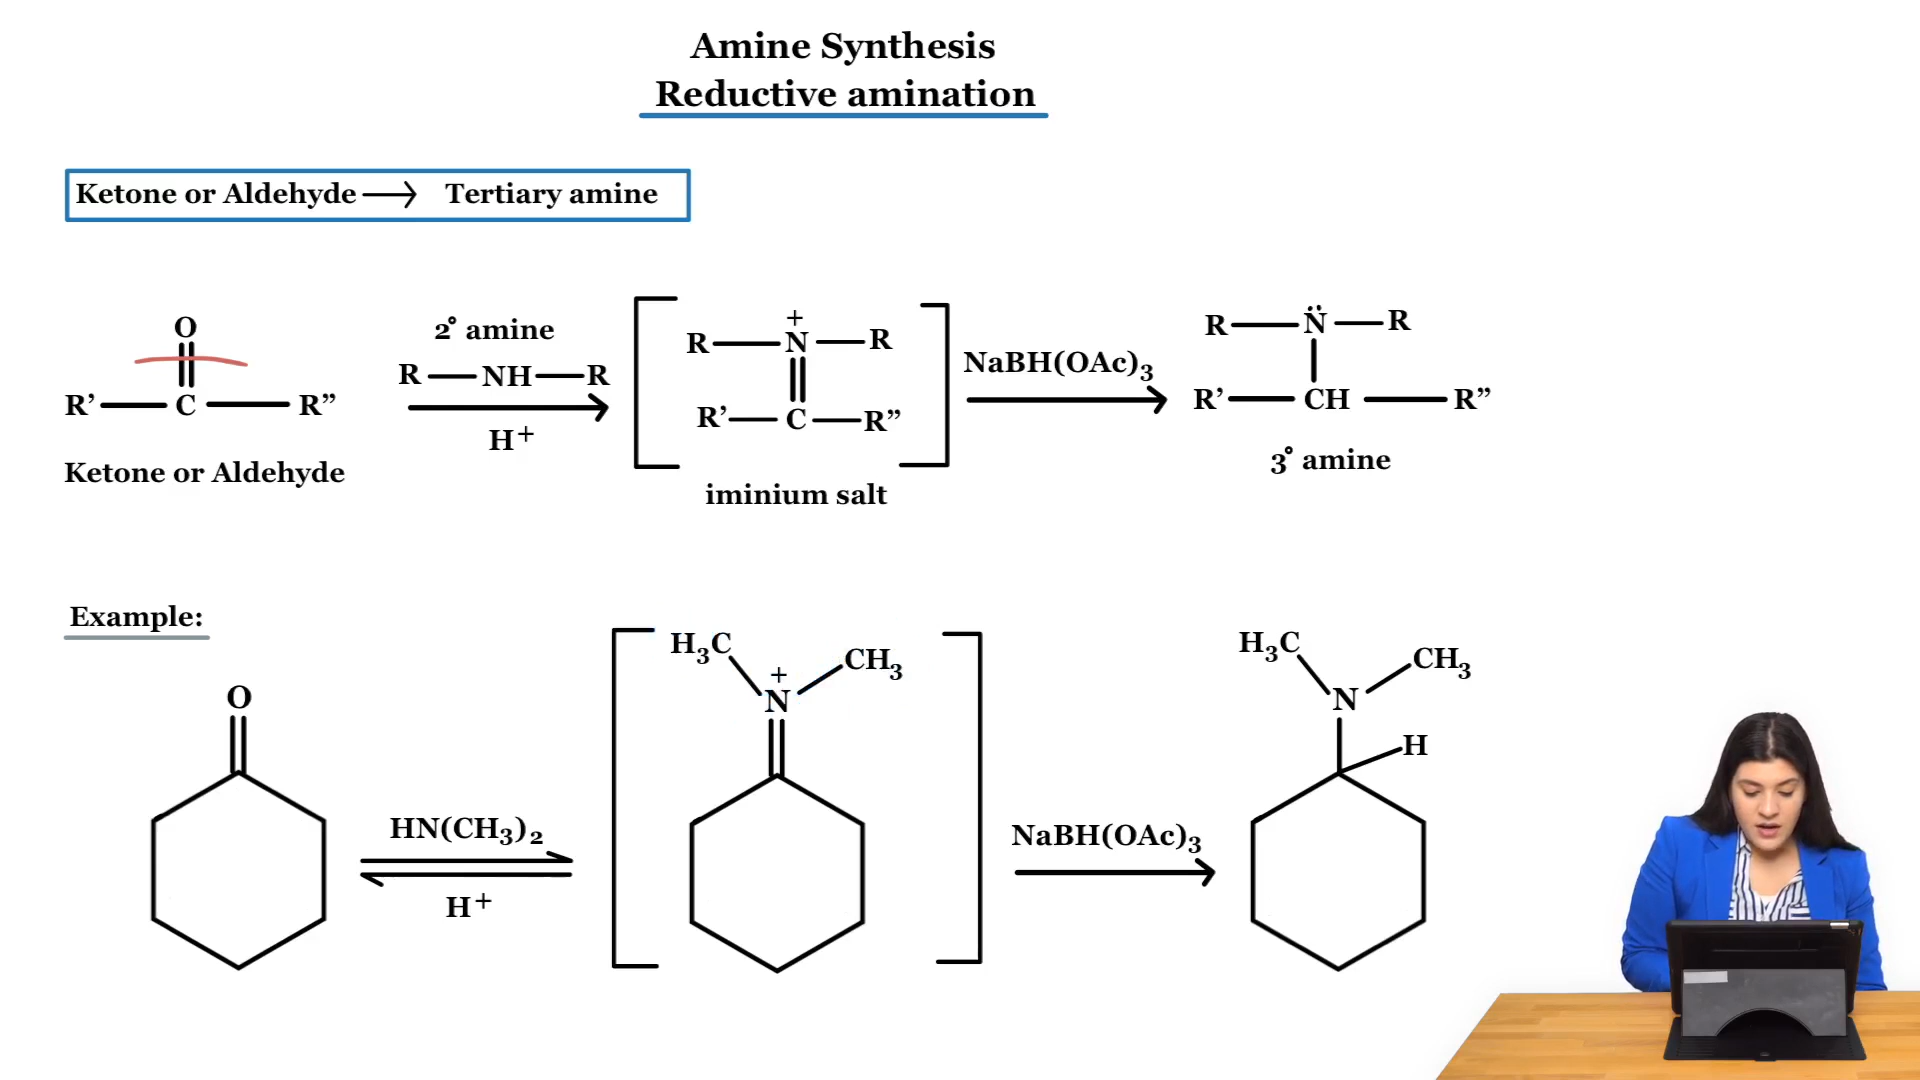 Amine Synthesis
Reductive amination
Ketone or Aldehyde → Tertiary amine
O
R' C R”
Ketone or Aldehyde
2° amine
R NH R
H⁺
+
R N R
R’ C R”
iminium salt
NaBH(OAc)₃
R N̈ R
R’ CH R”
3° amine
Example:
O
HN(CH₃)₂
H⁺
H₃C CH₃
+
N
NaBH(OAc)₃
H₃C CH₃
N
H